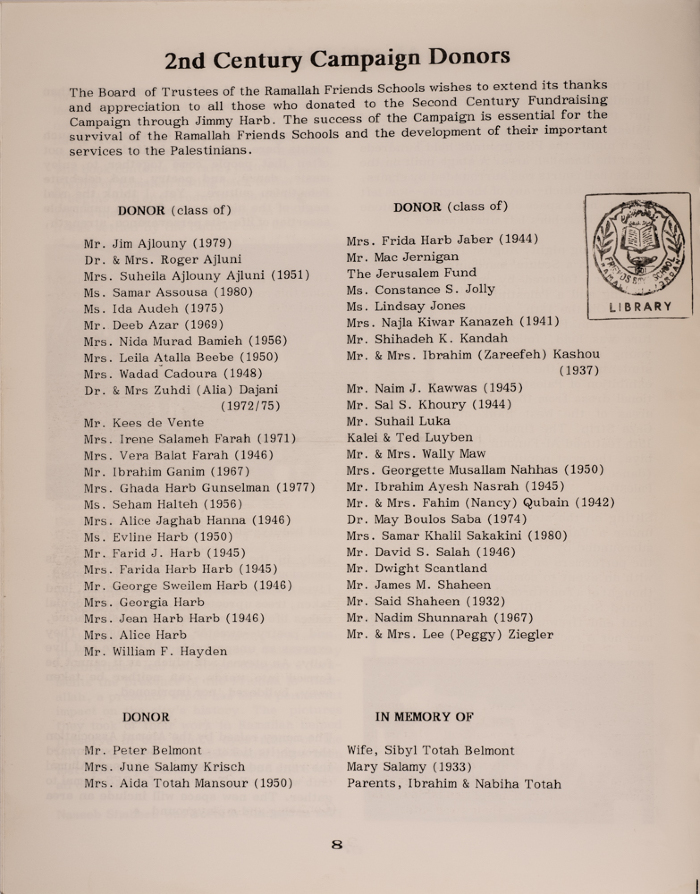 2nd Century Campaign Donors
The Board of Trustees of the Ramallah Friends Schools wishes to extend its thanks
and appreciation to all those who donated to the Second Century Fundraising
Campaign through Jimmy Harb. The success of the Campaign is essential for the
survival of the Ramallah Friends Schools and the development of their important
services to the Palestinians.
DONOR (class of)
Mr. Jim Ajlouny (1979)
Dr. & Mrs. Roger Ajluni
Mrs. Suheila Ajlouny Ajluni (1951)
Ms. Samar Assousa (1980)
Ms. Ida Audeh (1975)
Mr. Deeb Azar (1969)
Mrs. Nida Murad Bamieh (1956)
Mrs. Leila Atalla Beebe (1950)
Mrs. Wadad Cadoura (1948)
Dr. & Mrs Zuhdi (Alia) Dajani
(1972/75)
Mr. Kees de Vente
Mrs. Irene Salameh Farah (1971)
Mrs. Vera Balat Farah (1946)
Mr. Ibrahim Ganim (1967)
Mrs. Ghada Harb Gunselman (1977)
Ms. Seham Halteh (1956)
Mrs. Alice Jaghab Hanna (1946)
Ms. Evline Harb (1950)
Mr. Farid J. Harb (1945)
Mrs. Farida Harb Harb (1945)
Mr. George Sweilem Harb (1946)
Mrs. Georgia Harb
Mrs. Jean Harb Harb (1946)
Mrs. Alice Harb
Mr. William F. Hayden
DONOR (class of)
Mrs. Frida Harb Jaber (1944)
Mr. Mac Jernigan
The Jerusalem Fund
Ms. Constance S. Jolly
Ms. Lindsay Jones
Mrs. Najla Kiwar Kanazeh (1941)
Mr. Shihadeh K. Kandah
Mr. & Mrs. Ibrahim (Zareefeh) Kashou
(1937)
Mr. Naim J. Kawwas (1945)
Mr. Sal S. Khoury (1944)
Mr. Suhail Luka
Kalei & Ted Luyben
Mr. & Mrs. Wally Maw
Mrs. Georgette Musallam Nahhas (1950)
Mr. Ibrahim Ayesh Nasrah (1945)
Mr. & Mrs. Fahim (Nancy) Qubain (1942)
Dr. May Boulos Saba (1974)
Mrs. Samar Khalil Sakakini (1980)
Mr. David S. Salah (1946)
Mr. Dwight Scantland
Mr. James M. Shaheen
Mr. Said Shaheen (1932)
Mr. Nadim Shunnarah (1967)
Mr. & Mrs. Lee (Peggy) Ziegler
LIBRARY
DONOR
Mr. Peter Belmont
Mrs. June Salamy Krisch
Mrs. Aida Totah Mansour (1950)
IN MEMORY OF
Wife, Sibyl Totah Belmont
Mary Salamy (1933)
Parents, Ibrahim & Nabiha Totah
8